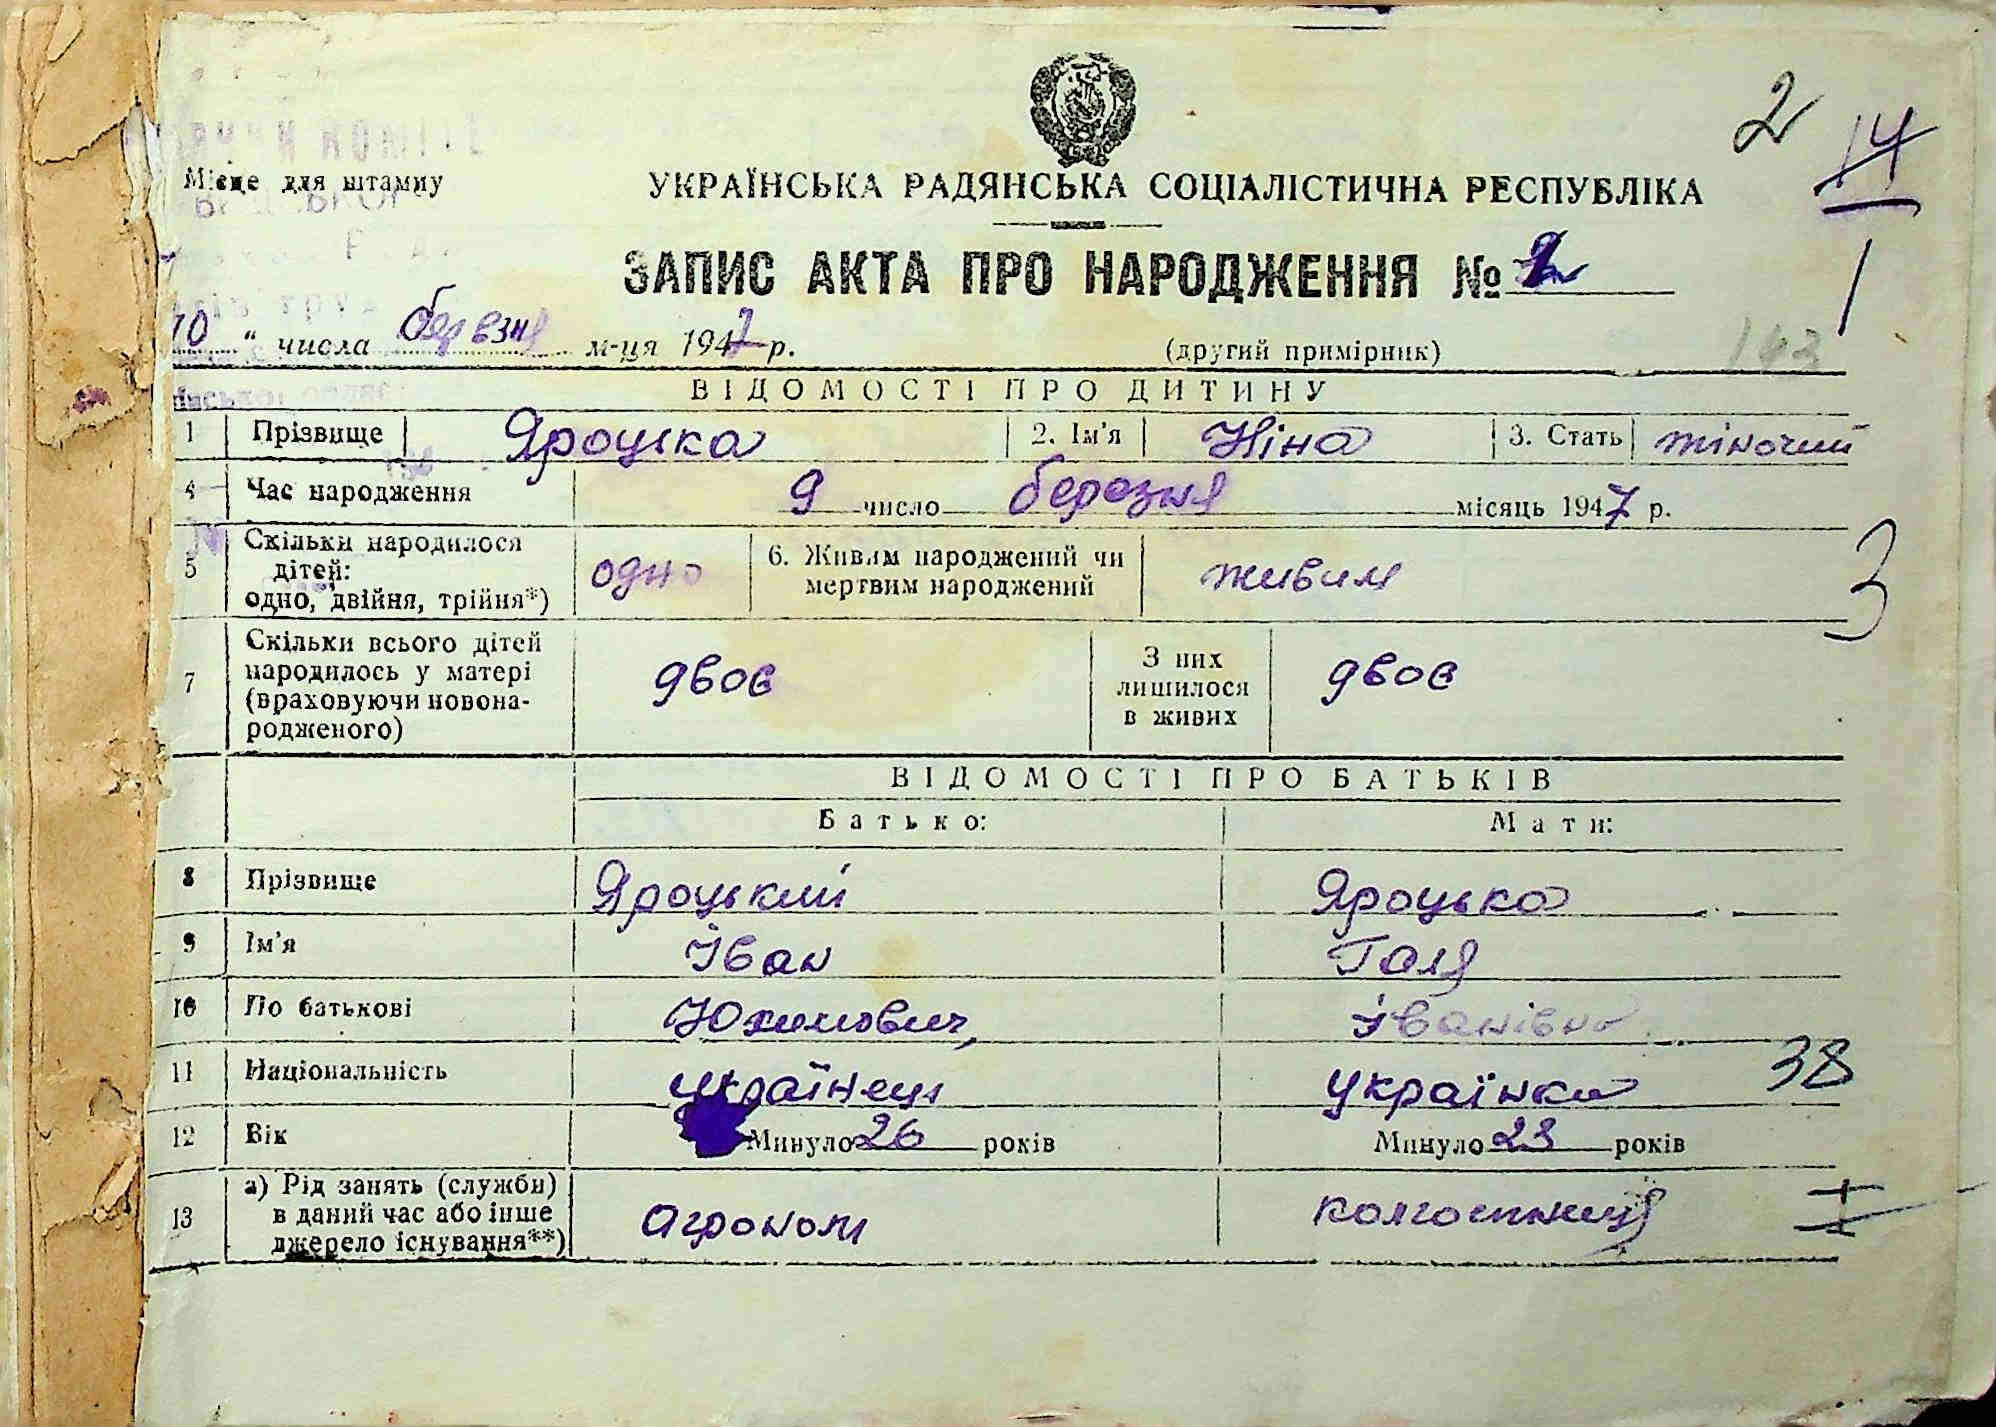 2
14
Місце для штампу
УКРАЇНСЬКА РАДЯНСЬКА СОЦІАЛІСТИЧНА РЕСПУБЛІКА
1
ЗАПИС АКТА ПРО НАРОДЖЕННЯ №
10 " числа березня м-ця 1947 р.
(другий примірник)
143
ВІДОМОСТІ ПРО ДИТИНУ
1 Прізвище Яроцька 2. Ім'я Ніна 3. Стать жіночий
4 Час народження 9 число березня місяць 1947 р.
5 Скільки народилося дітей: одно, двійня, трійня*) одно 6. Живим народжений чи мертвим народжений живим
3
7 Скільки всього дітей народилось у матері (враховуючи новонародженого) двоє З них лишилося в живих двоє
ВІДОМОСТІ ПРО БАТЬКІВ
Батько: Мати:
8 Прізвище Яроцький Яроцька
9 Ім'я Іван Галя
10 По батькові Юхимович, Іванівна
11 Національність українець українка 38
12 Вік Минуло 26 років Минуло 23 років
13 а) Рід занять (служби) в даний час або інше джерело існування**) Агроном колгоспниця